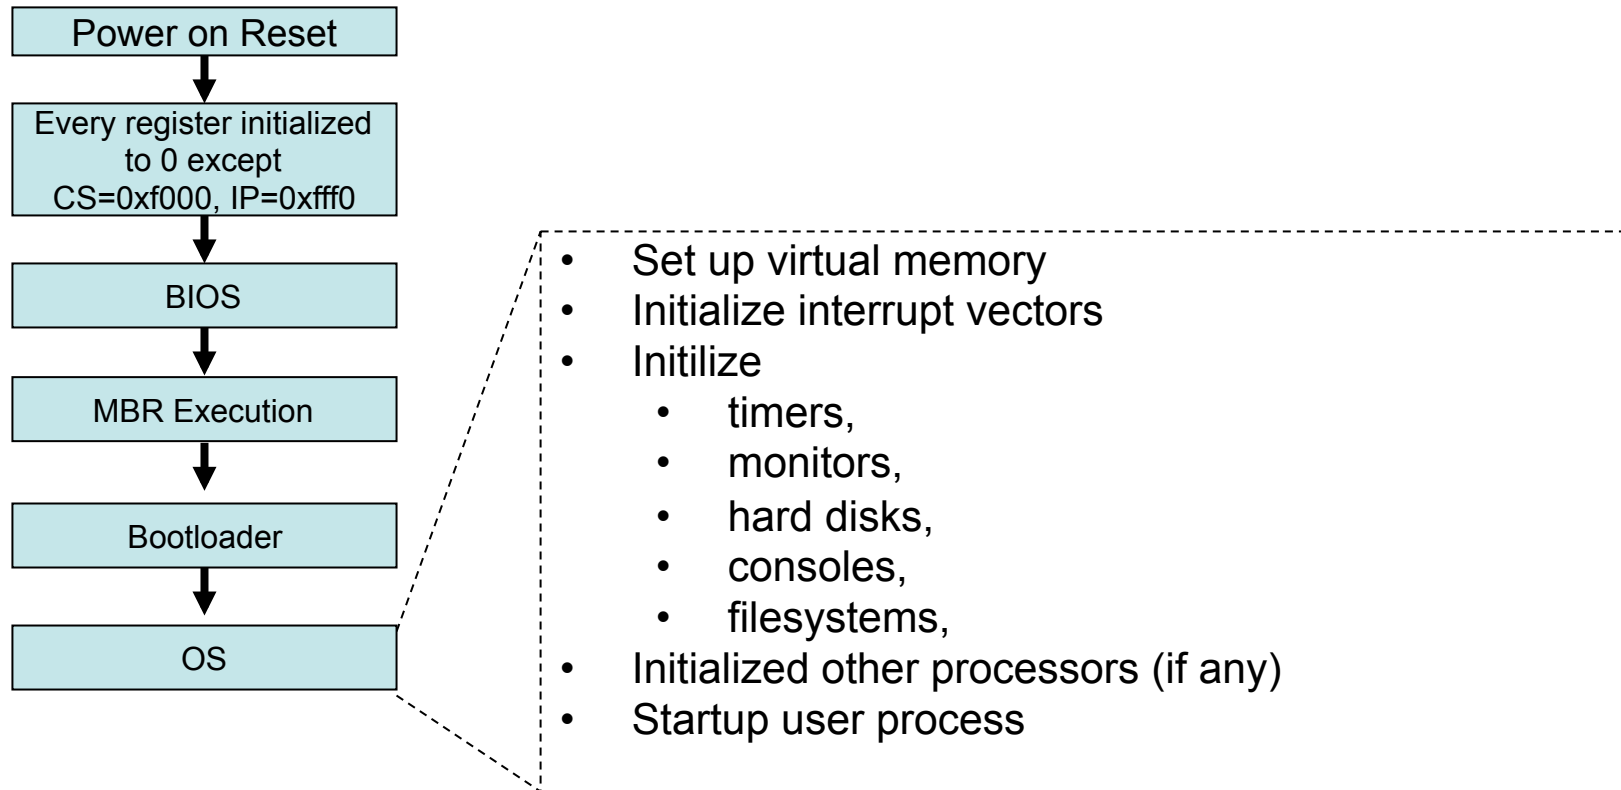 Power on Reset
Every register initialized
to 0 except
CS=0xf000, IP=0xfff0
BIOS
MBR Execution
Bootloader
OS
• Set up virtual memory
• Initialize interrupt vectors
• Initilize
• timers,
• monitors,
• hard disks,
• consoles,
• filesystems,
• Initialized other processors (if any)
• Startup user process